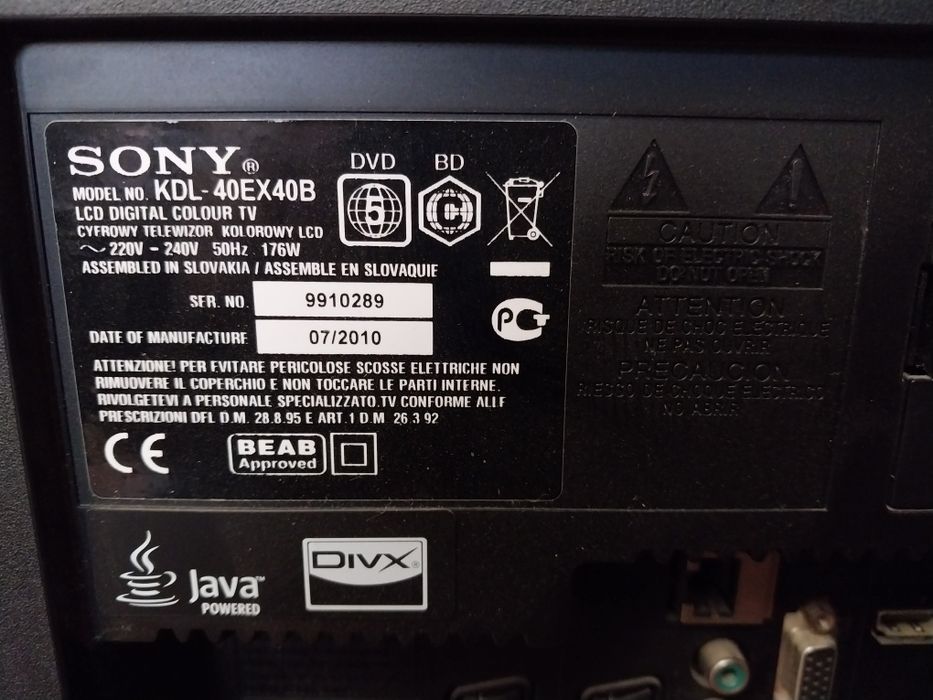 SONY®
MODEL NO. KDL-40EX40B
LCD DIGITAL COLOUR TV
CYFROWY TELEWIZOR KOLOROWY LCD
~ 220V - 240V 50Hz 176W
ASSEMBLED IN SLOVAKIA / ASSEMBLE EN SLOVAQUIE
DVD
5
BD
C
SER. NO. 9910289
DATE OF MANUFACTURE 07/2010
PG
ATTENZIONE! PER EVITARE PERICOLOSE SCOSSE ELETTRICHE NON
RIMUOVERE IL COPERCHIO E NON TOCCARE LE PARTI INTERNE.
RIVOLGETEVI A PERSONALE SPECIALIZZATO.TV CONFORME ALLE
PRESCRIZIONI DEL D.M. 28.8.95 E ART.1 D.M. 26.3.92
CE
BEAB
Approved
CAUTION
RISK OF ELECTRIC SHOCK
DO NOT OPEN
ATTENTION
RISQUE DE CHOC ELECTRIQUE
NE PAS OUVRIR
PRECAUCION
RIESGO DE CHOQUE ELECTRICO
NO ABRIR
Java™
POWERED
DIVX®